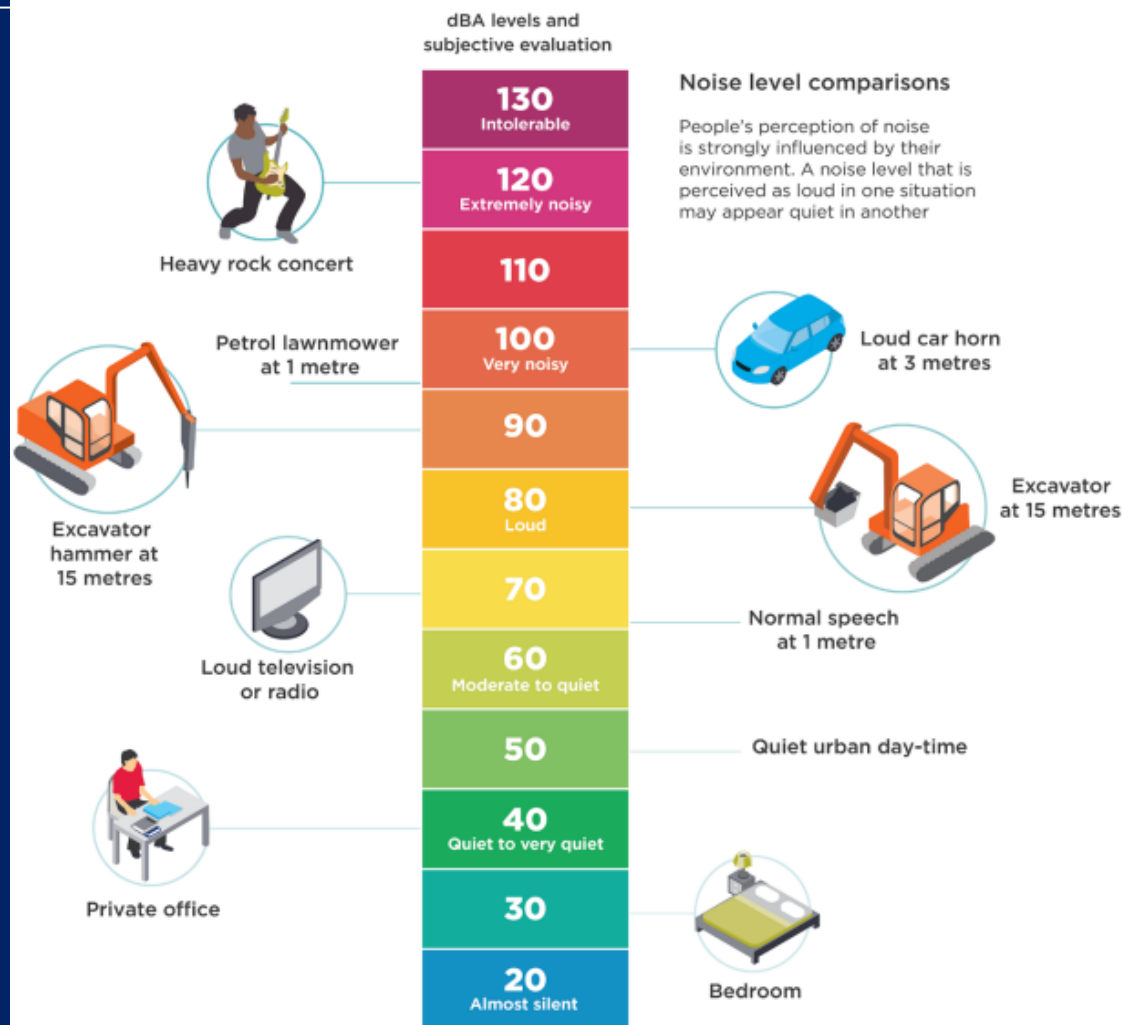 dBA levels and
subjective evaluation
130
Intolerable
Noise level comparisons
People's perception of noise
is strongly influenced by their
environment. A noise level that is
perceived as loud in one situation
may appear quiet in another
120
Extremely noisy
Heavy rock concert
110
Petrol lawnmower
at 1 metre
100
Very noisy
Loud car horn
at 3 metres
90
Excavator
hammer at
15 metres
80
Loud
Excavator
at 15 metres
70
Normal speech
at 1 metre
Loud television
or radio
60
Moderate to quiet
50
Quiet urban day-time
40
Quiet to very quiet
Private office
30
Bedroom
20
Almost silent